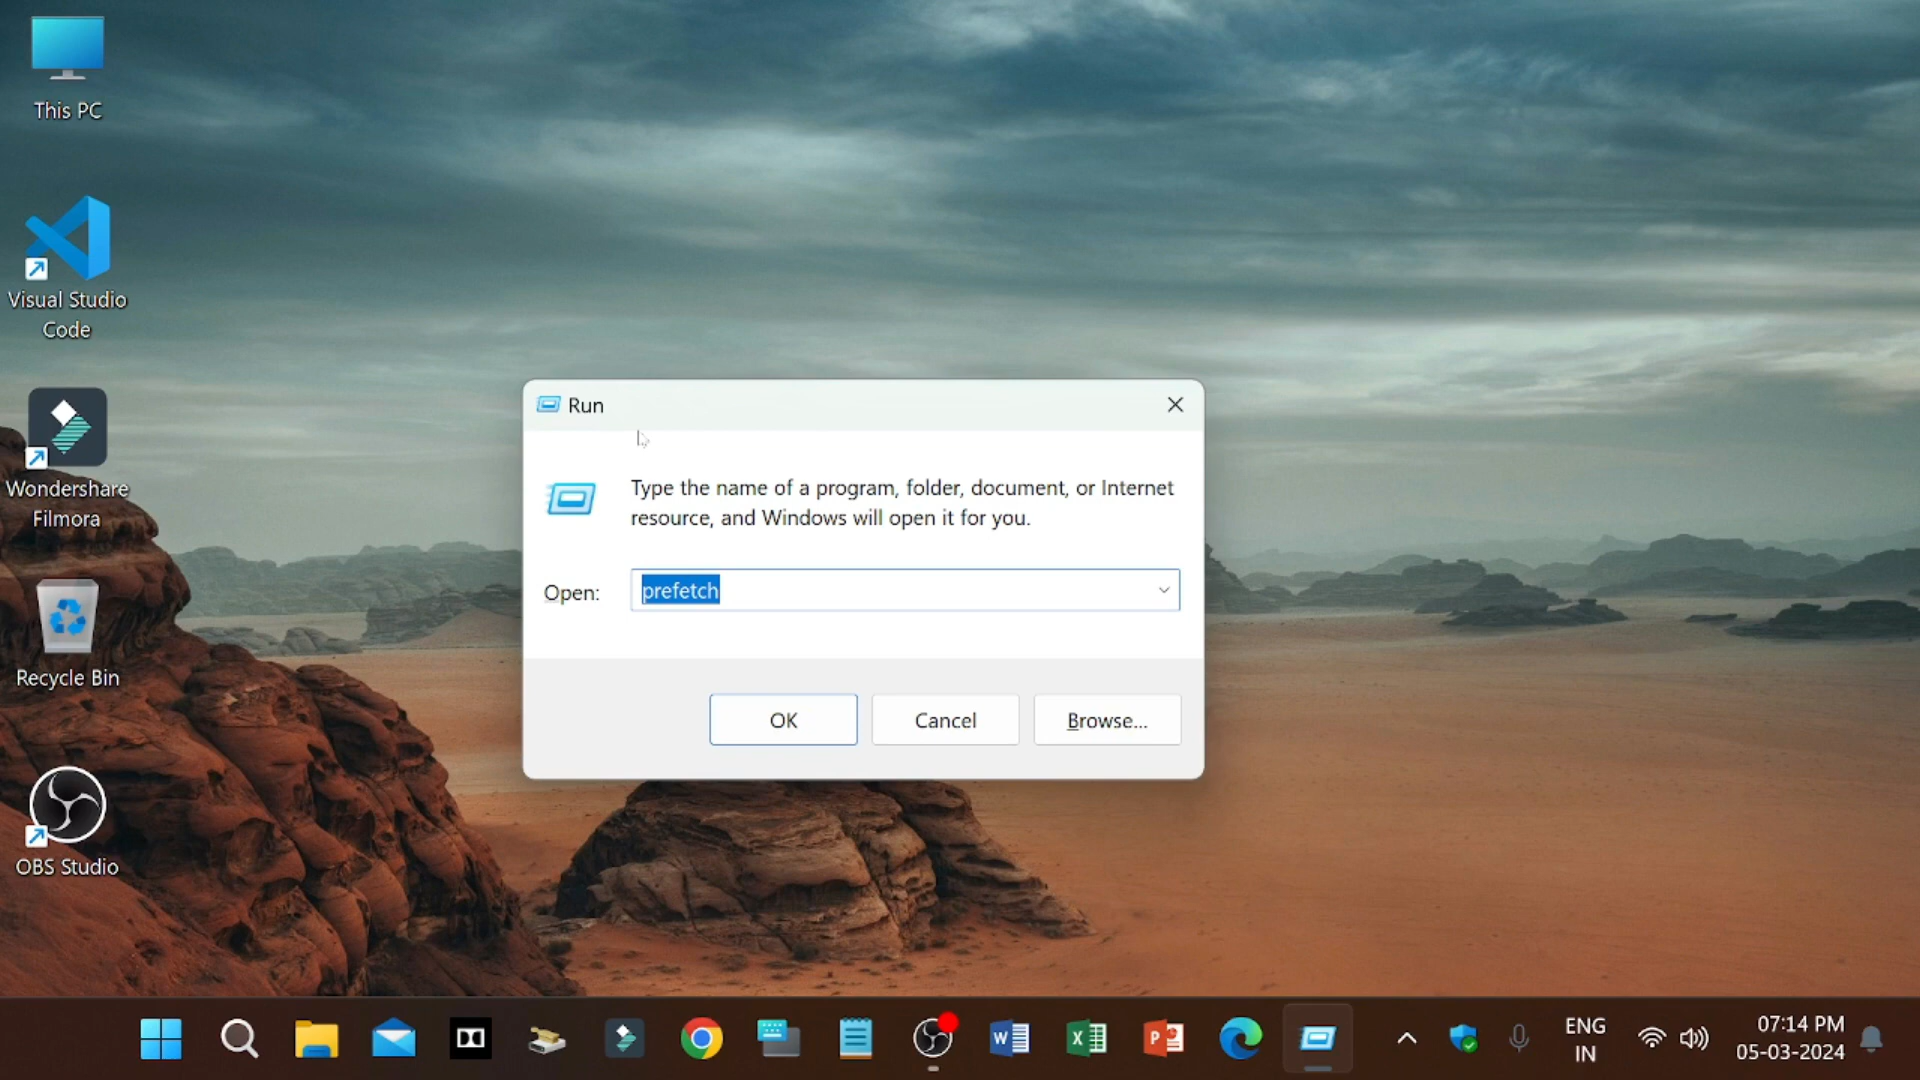 This PC
Visual Studio
Code
Wondershare
Filmora
Recycle Bin
OBS Studio
Run
Type the name of a program, folder, document, or Internet
resource, and Windows will open it for you.
Open:
prefetch
OK
Cancel
Browse...
W
X
P
ENG
IN
07:14 PM
05-03-2024